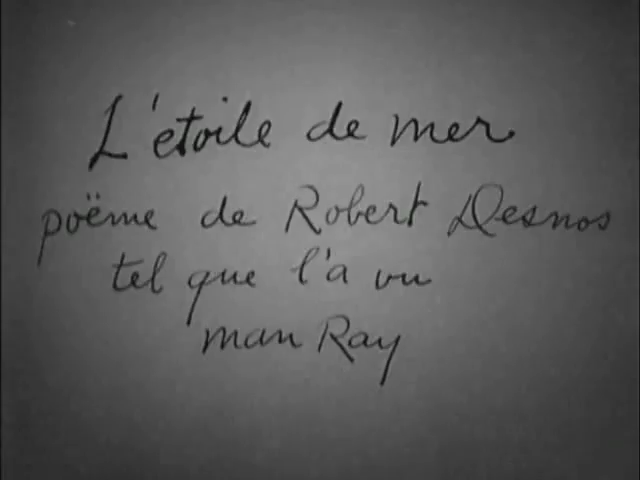 L'étoile de mer
poëme de Robert Desnos
tel que l'a vu
man Ray